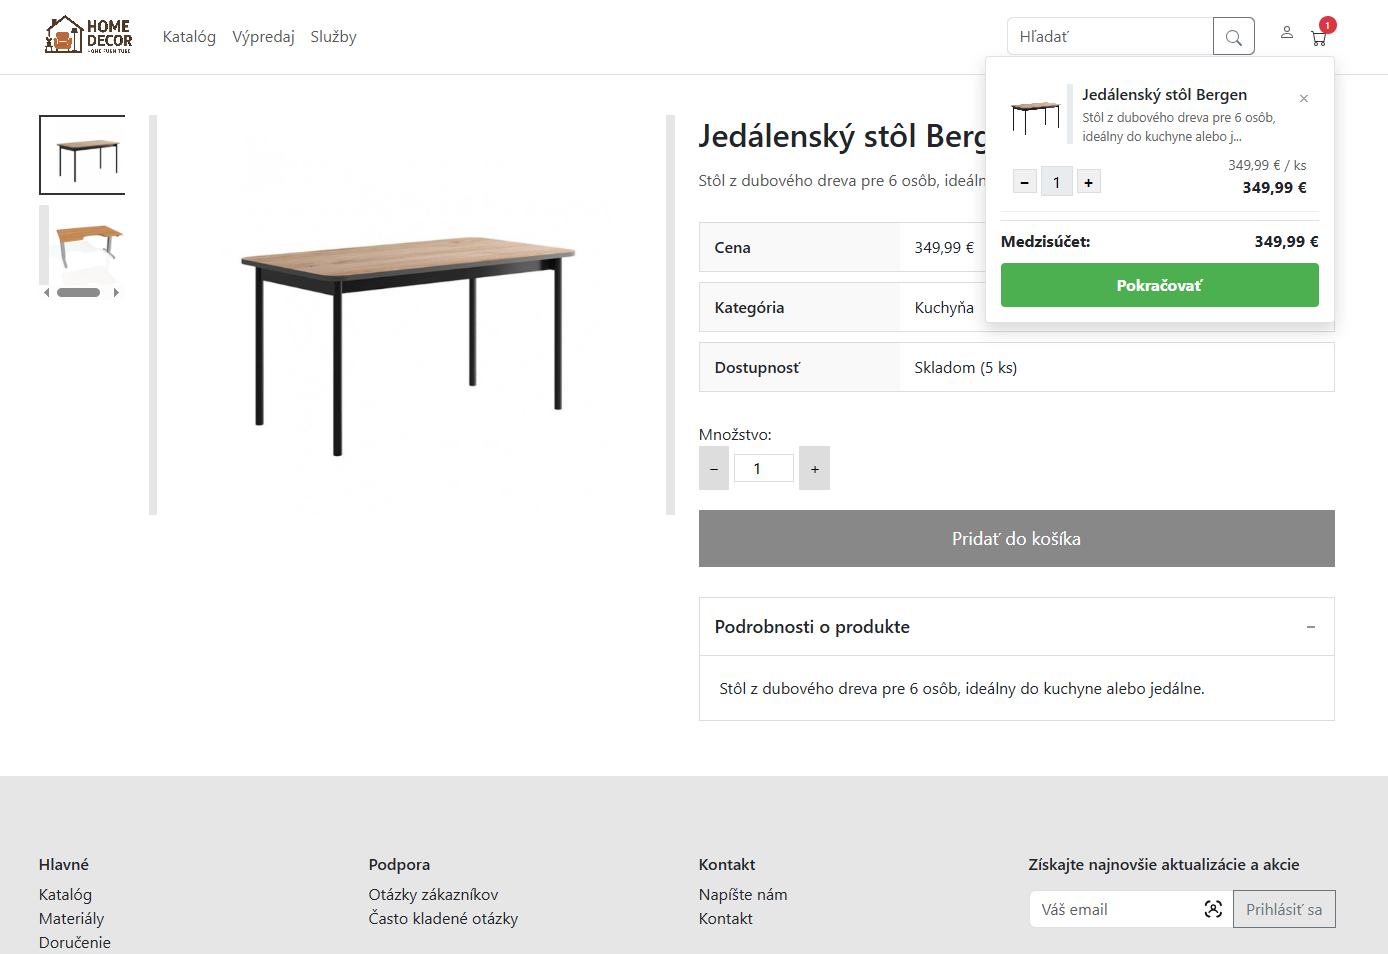 HOME
DECOR
HOME FURNITURE
Katalóg
Výpredaj
Služby
Hľadať
1
Jedálenský stôl Bergen
Stôl z dubového dreva pre 6 osôb,
ideálny do kuchyne alebo j...
×
349,99 € / ks
−
1
+
349,99 €
Medzisúčet:
349,99 €
Pokračovať
Jedálenský stôl Berg
Stôl z dubového dreva pre 6 osôb, ideáln
Cena
349,99 €
Kategória
Kuchyňa
Dostupnosť
Skladom (5 ks)
Množstvo:
−
1
+
Pridať do košíka
Podrobnosti o produkte
−
Stôl z dubového dreva pre 6 osôb, ideálny do kuchyne alebo jedálne.
Hlavné
Katalóg
Materiály
Doručenie
Podpora
Otázky zákazníkov
Často kladené otázky
Kontakt
Napíšte nám
Kontakt
Získajte najnovšie aktualizácie a akcie
Váš email
Prihlásiť sa